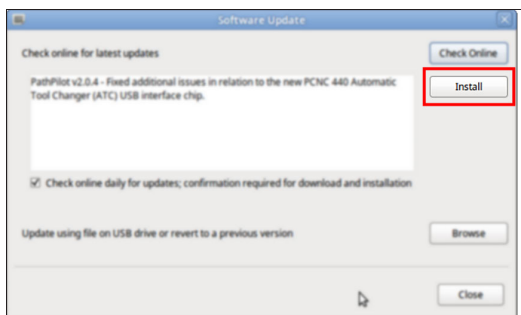 Software Update
Check online for latest updates
Check Online
PathPilot v2.0.4 - Fixed additional issues in relation to the new PCNC 440 Automatic
Tool Changer (ATC) USB interface chip.
Install
Check online daily for updates; confirmation required for download and installation
Update using file on USB drive or revert to a previous version
Browse
Close